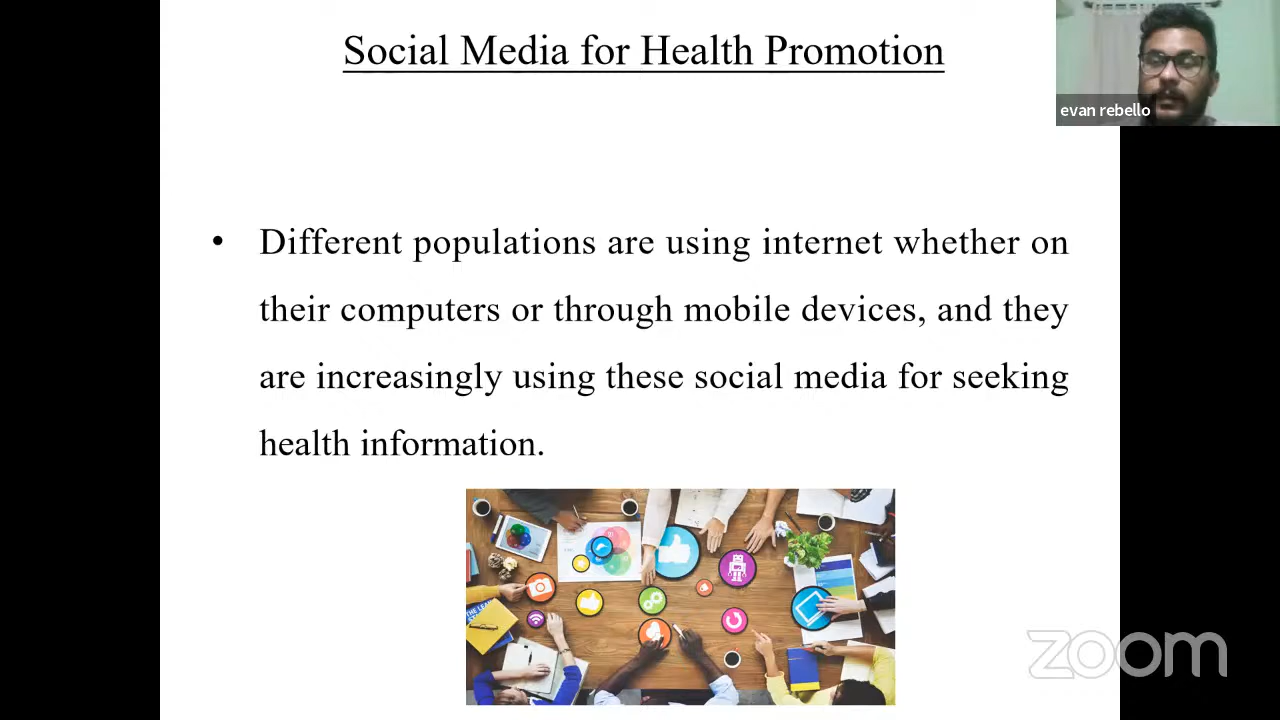 Social Media for Health Promotion
evan rebello
• Different populations are using internet whether on
their computers or through mobile devices, and they
are increasingly using these social media for seeking
health information.
zoom